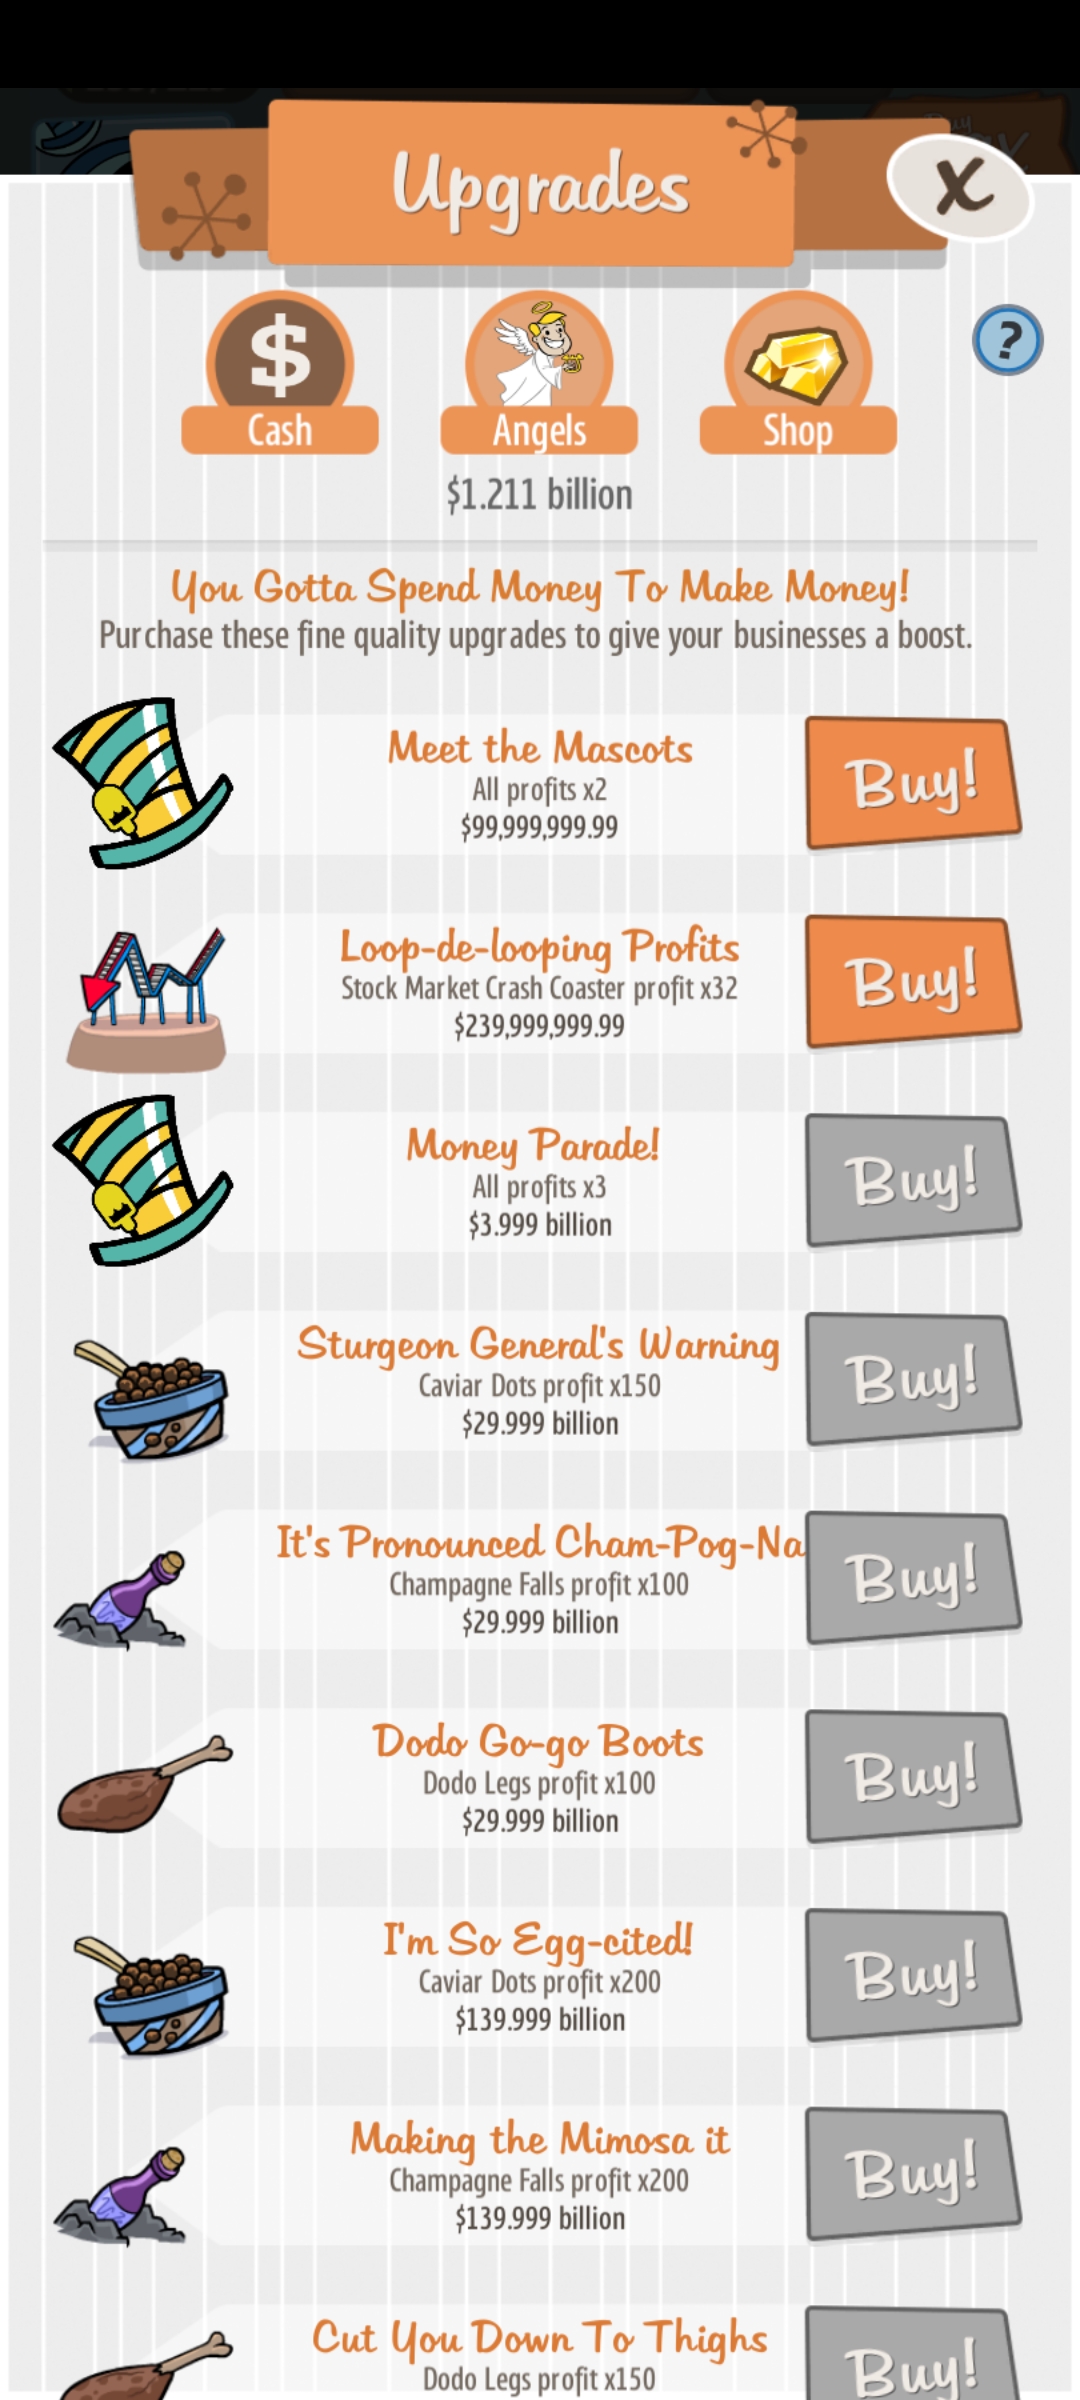 Upgrades
X
$
?
Cash
Angels
Shop
$1.211 billion
You Gotta Spend Money To Make Money!
Purchase these fine quality upgrades to give your businesses a boost.
Meet the Mascots
All profits x2
$99,999,999.99
Buy!
Loop-de-looping Profits
Stock Market Crash Coaster profit x32
$239,999,999.99
Buy!
Money Parade!
All profits x3
$3.999 billion
Buy!
Sturgeon General's Warning
Caviar Dots profit x150
$29.999 billion
Buy!
It's Pronounced Cham-Pog-Na
Champagne Falls profit x100
$29.999 billion
Buy!
Dodo Go-go Boots
Dodo Legs profit x100
$29.999 billion
Buy!
I'm So Egg-cited!
Caviar Dots profit x200
$139.999 billion
Buy!
Making the Mimosa it
Champagne Falls profit x200
$139.999 billion
Buy!
Cut You Down To Thighs
Dodo Legs profit x150
Buy!